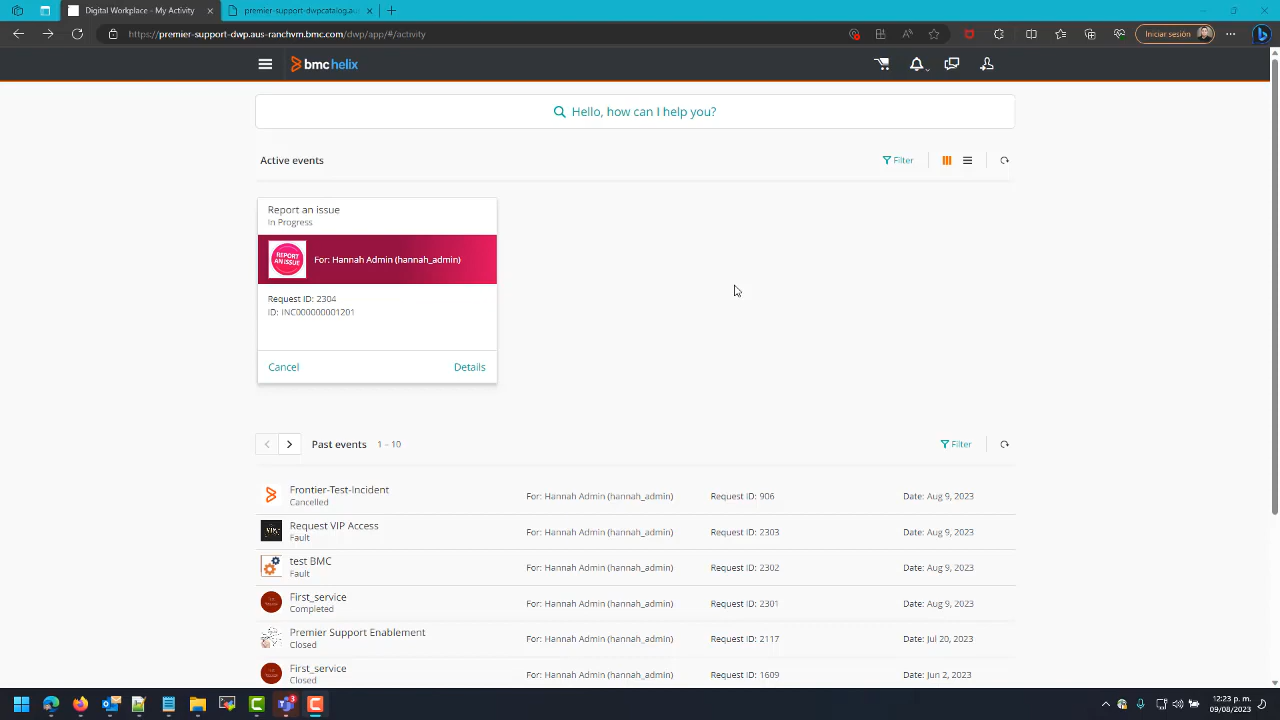 Digital Workplace - My Activity
premier-support-dwpcatalog.aus
https://premier-support-dwp.aus-ranchvm.bmc.com/dwp/app/#/activity
Iniciar sesión
bmc helix
Hello, how can I help you?
Active events
Filter
Report an issue
In Progress
REPORT
AN ISSUE
For: Hannah Admin (hannah_admin)
Request ID: 2304
ID: INC000000001201
Cancel
Details
Past events
1 – 10
Filter
Frontier-Test-Incident
Cancelled
For: Hannah Admin (hannah_admin)
Request ID: 906
Date: Aug 9, 2023
Request VIP Access
Fault
For: Hannah Admin (hannah_admin)
Request ID: 2303
Date: Aug 9, 2023
test BMC
Fault
For: Hannah Admin (hannah_admin)
Request ID: 2302
Date: Aug 9, 2023
First_service
Completed
For: Hannah Admin (hannah_admin)
Request ID: 2301
Date: Aug 9, 2023
Premier Support Enablement
Closed
For: Hannah Admin (hannah_admin)
Request ID: 2117
Date: Jul 20, 2023
First_service
Closed
For: Hannah Admin (hannah_admin)
Request ID: 1609
Date: Jun 2, 2023
12:23 p. m.
09/08/2023